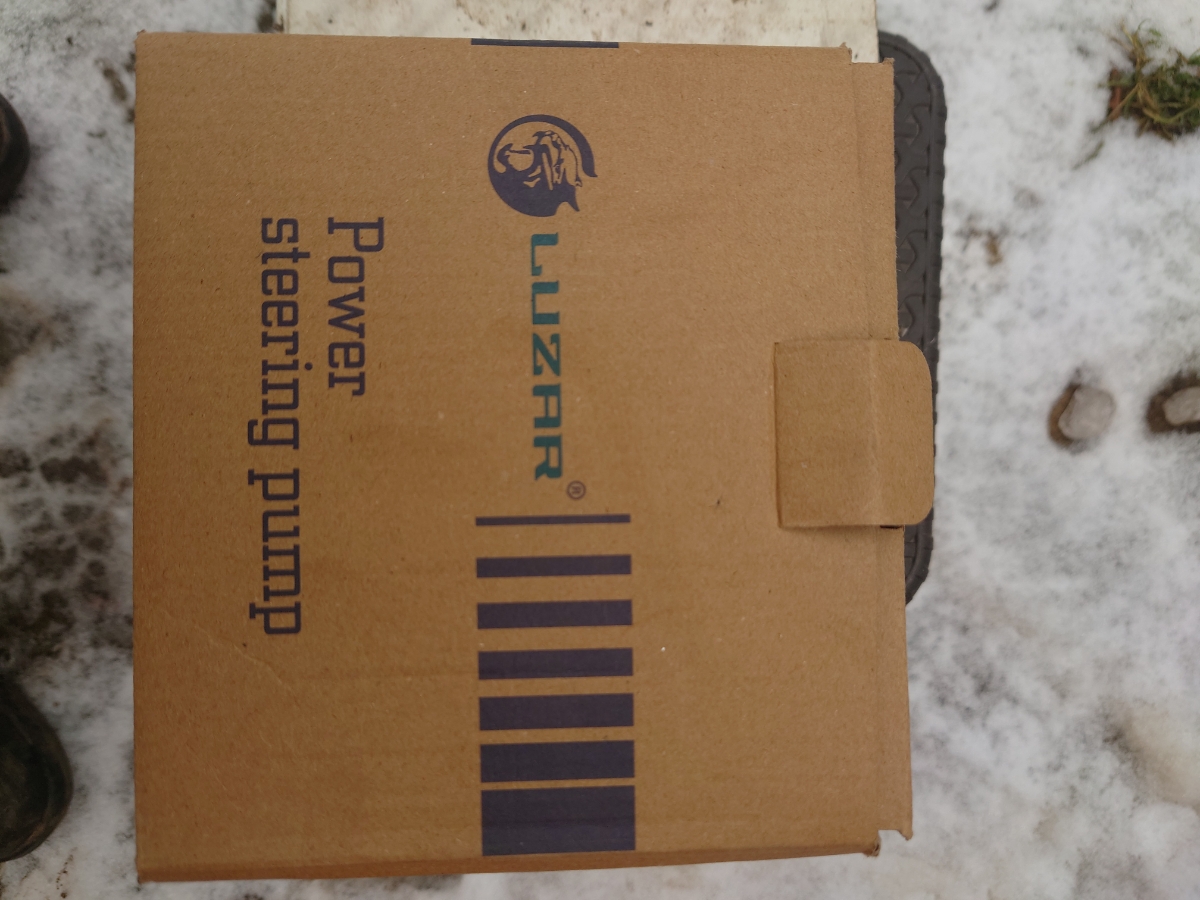 LUZAR®
Power
steering pump